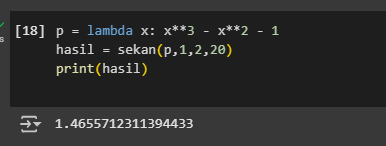 [18] p = lambda x: x**3 - x**2 - 1
hasil = sekan(p,1,2,20)
print(hasil)
1.4655712311394433